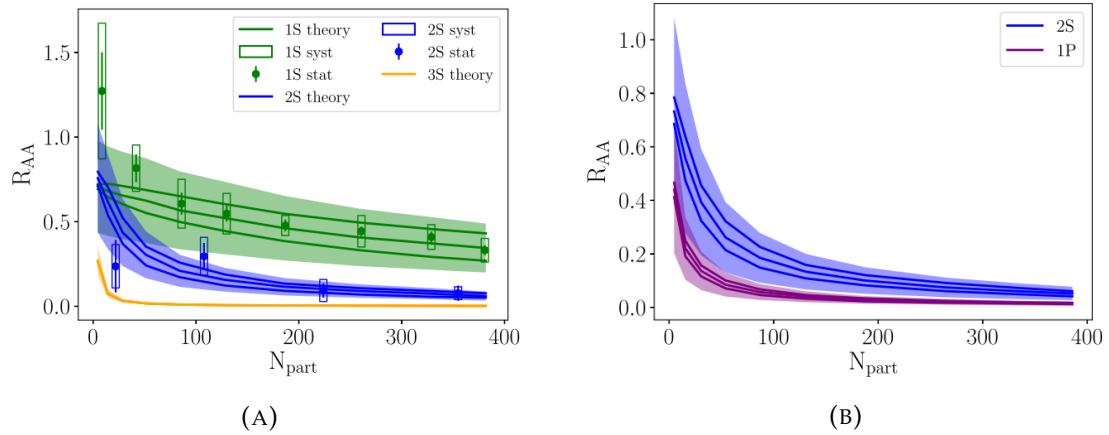 1S theory
1S syst
1S stat
2S theory
2S syst
2S stat
3S theory
R_AA
1.5
1.0
0.5
0.0
0 100 200 300 400
N_part
(A)
2S
1P
R_AA
1.0
0.8
0.6
0.4
0.2
0.0
0 100 200 300 400
N_part
(B)